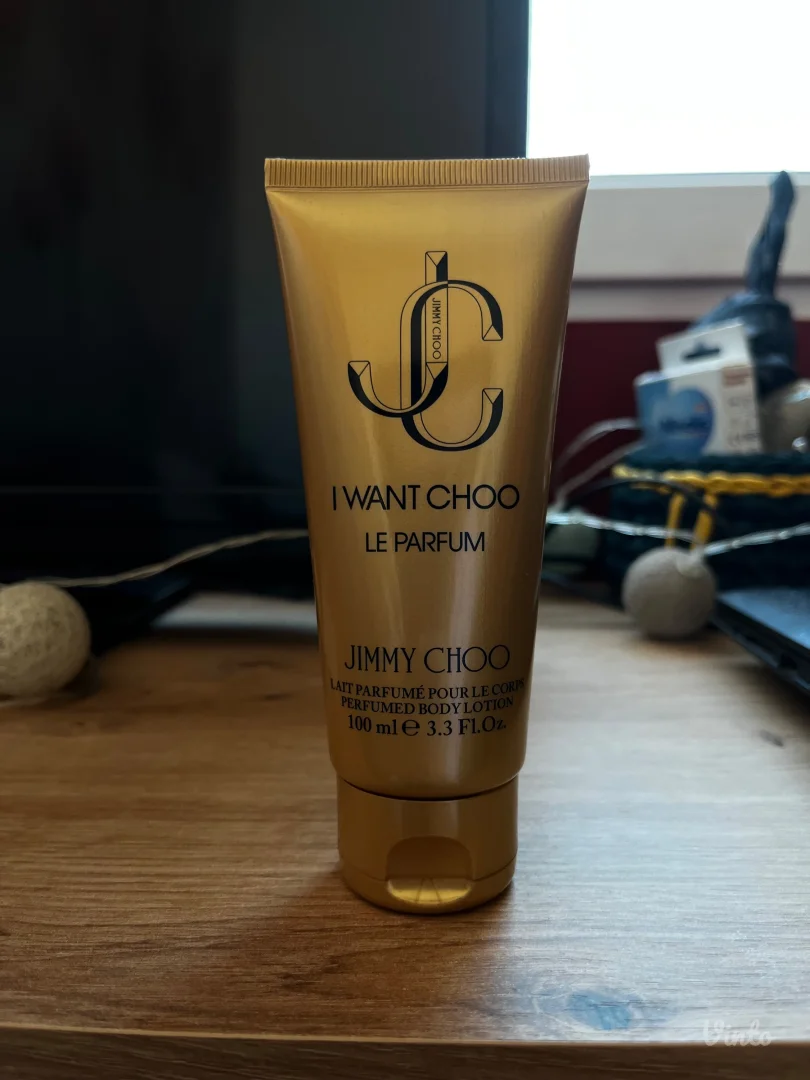 JIMMY CHOO
I WANT CHOO
LE PARFUM
JIMMY CHOO
LAIT PARFUMÉ POUR LE CORPS
PERFUMED BODY LOTION
100 ml ℮ 3.3 Fl.Oz.